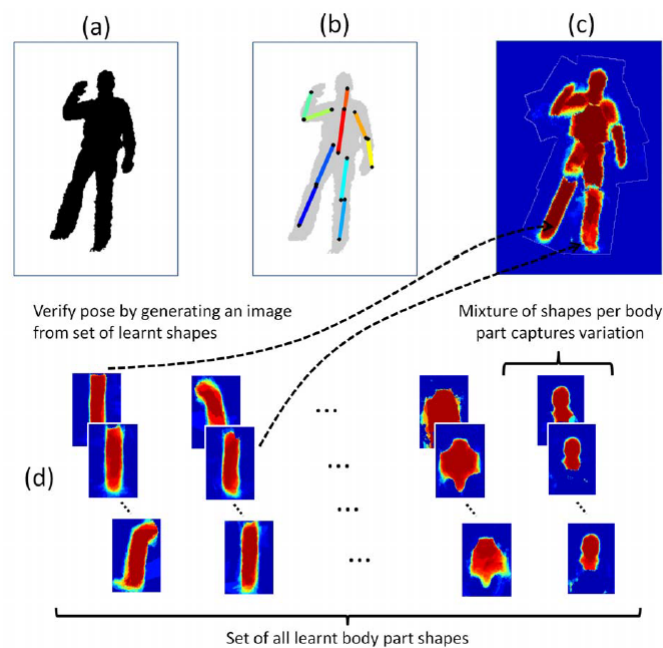 (a)
(b)
(c)
Verify pose by generating an image
from set of learnt shapes
Mixture of shapes per body
part captures variation
...
(d)
...
...
...
...
...
...
Set of all learnt body part shapes